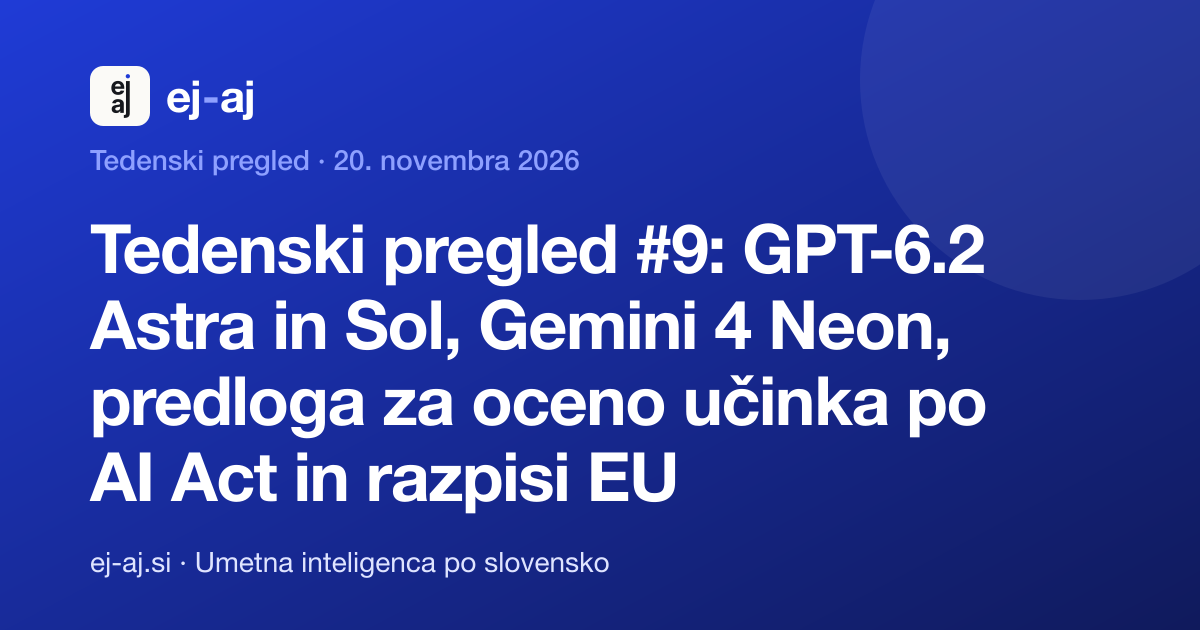 ej
aj
ej-aj
Tedenski pregled · 20. novembra 2026
Tedenski pregled #9: GPT-6.2
Astra in Sol, Gemini 4 Neon,
predloga za oceno učinka po
AI Act in razpisi EU
ej-aj.si · Umetna inteligenca po slovensko